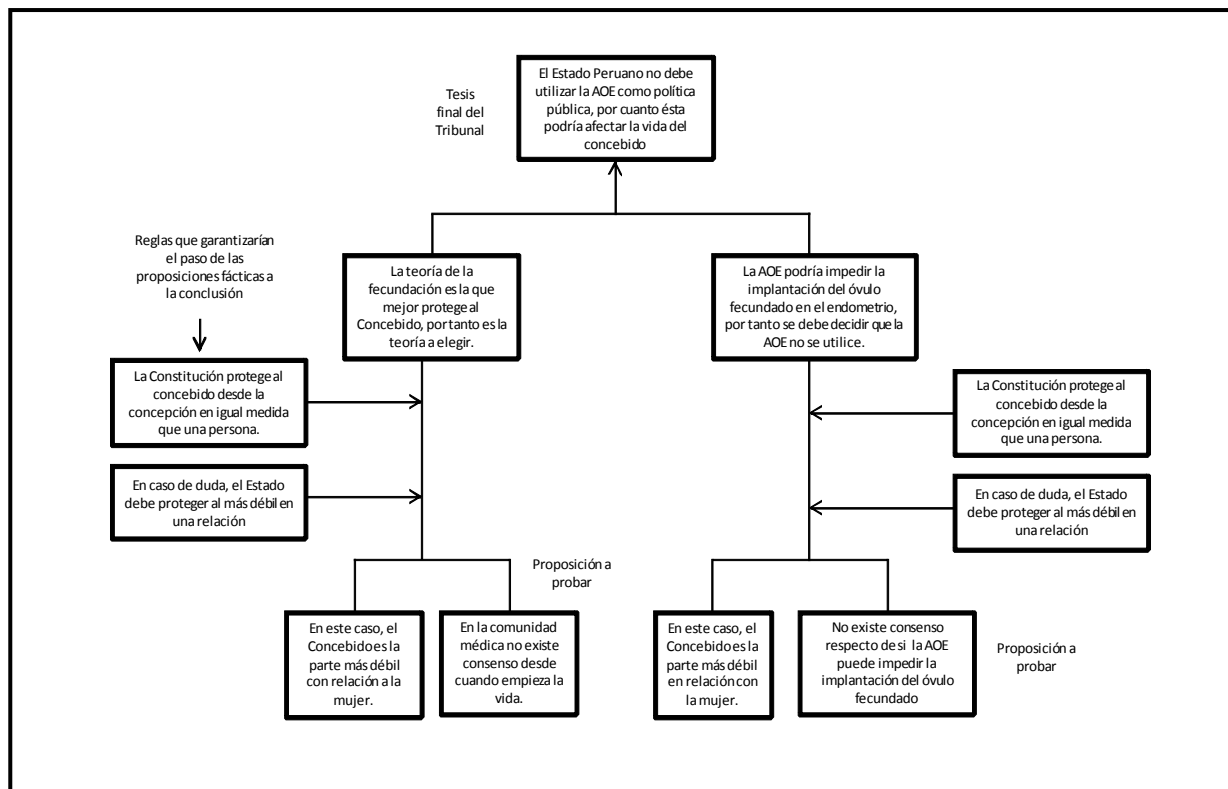 El Estado Peruano no debe
utilizar la AOE como política
pública, por cuanto ésta
podría afectar la vida del
concebido
Tesis
final del
Tribunal
Reglas que garantizarían
el paso de las
proposiciones fácticas a
la conclusión
La teoría de la
fecundación es la que
mejor protege al
Concebido, por tanto es la
teoría a elegir.
La AOE podría impedir la
implantación del óvulo
fecundado en el endometrio,
por tanto se debe decidir que la
AOE no se utilice.
La Constitución protege al
concebido desde la
concepción en igual medida
que una persona.
La Constitución protege al
concebido desde la
concepción en igual medida
que una persona.
En caso de duda, el Estado
debe proteger al más débil en
una relación
En caso de duda, el Estado
debe proteger al más débil en
una relación
Proposición a
probar
En este caso, el
Concebido es la
parte más débil
con relación a la
mujer.
En la comunidad
médica no existe
consenso desde
cuando empieza la
vida.
En este caso, el
Concebido es la
parte más débil
en relación con
la mujer.
No existe consenso
respecto de si la AOE
puede impedir la
implantación del óvulo
fecundado
Proposición a
probar